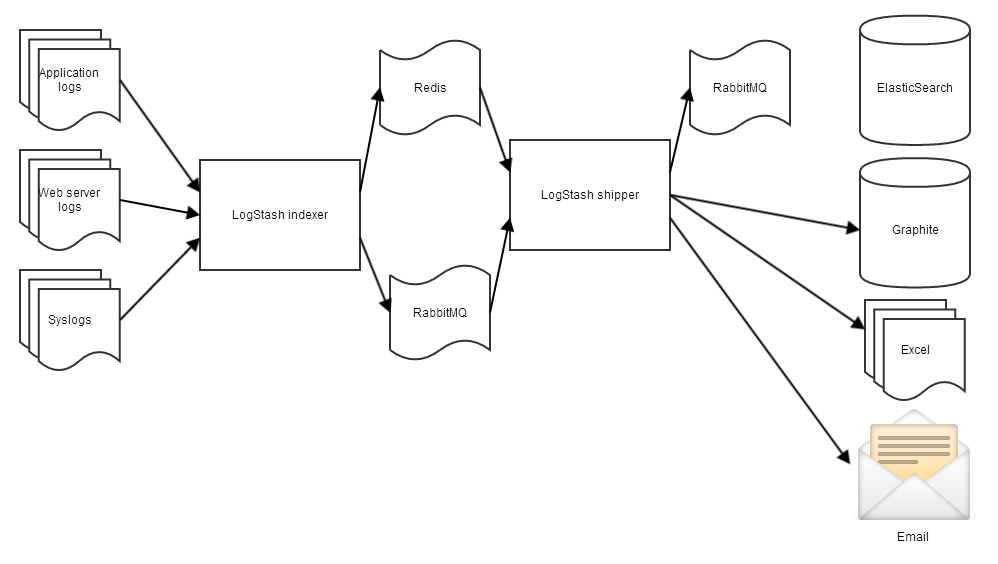 Application
logs
Web server
logs
Syslogs
LogStash indexer
Redis
RabbitMQ
LogStash shipper
RabbitMQ
ElasticSearch
Graphite
Excel
Email